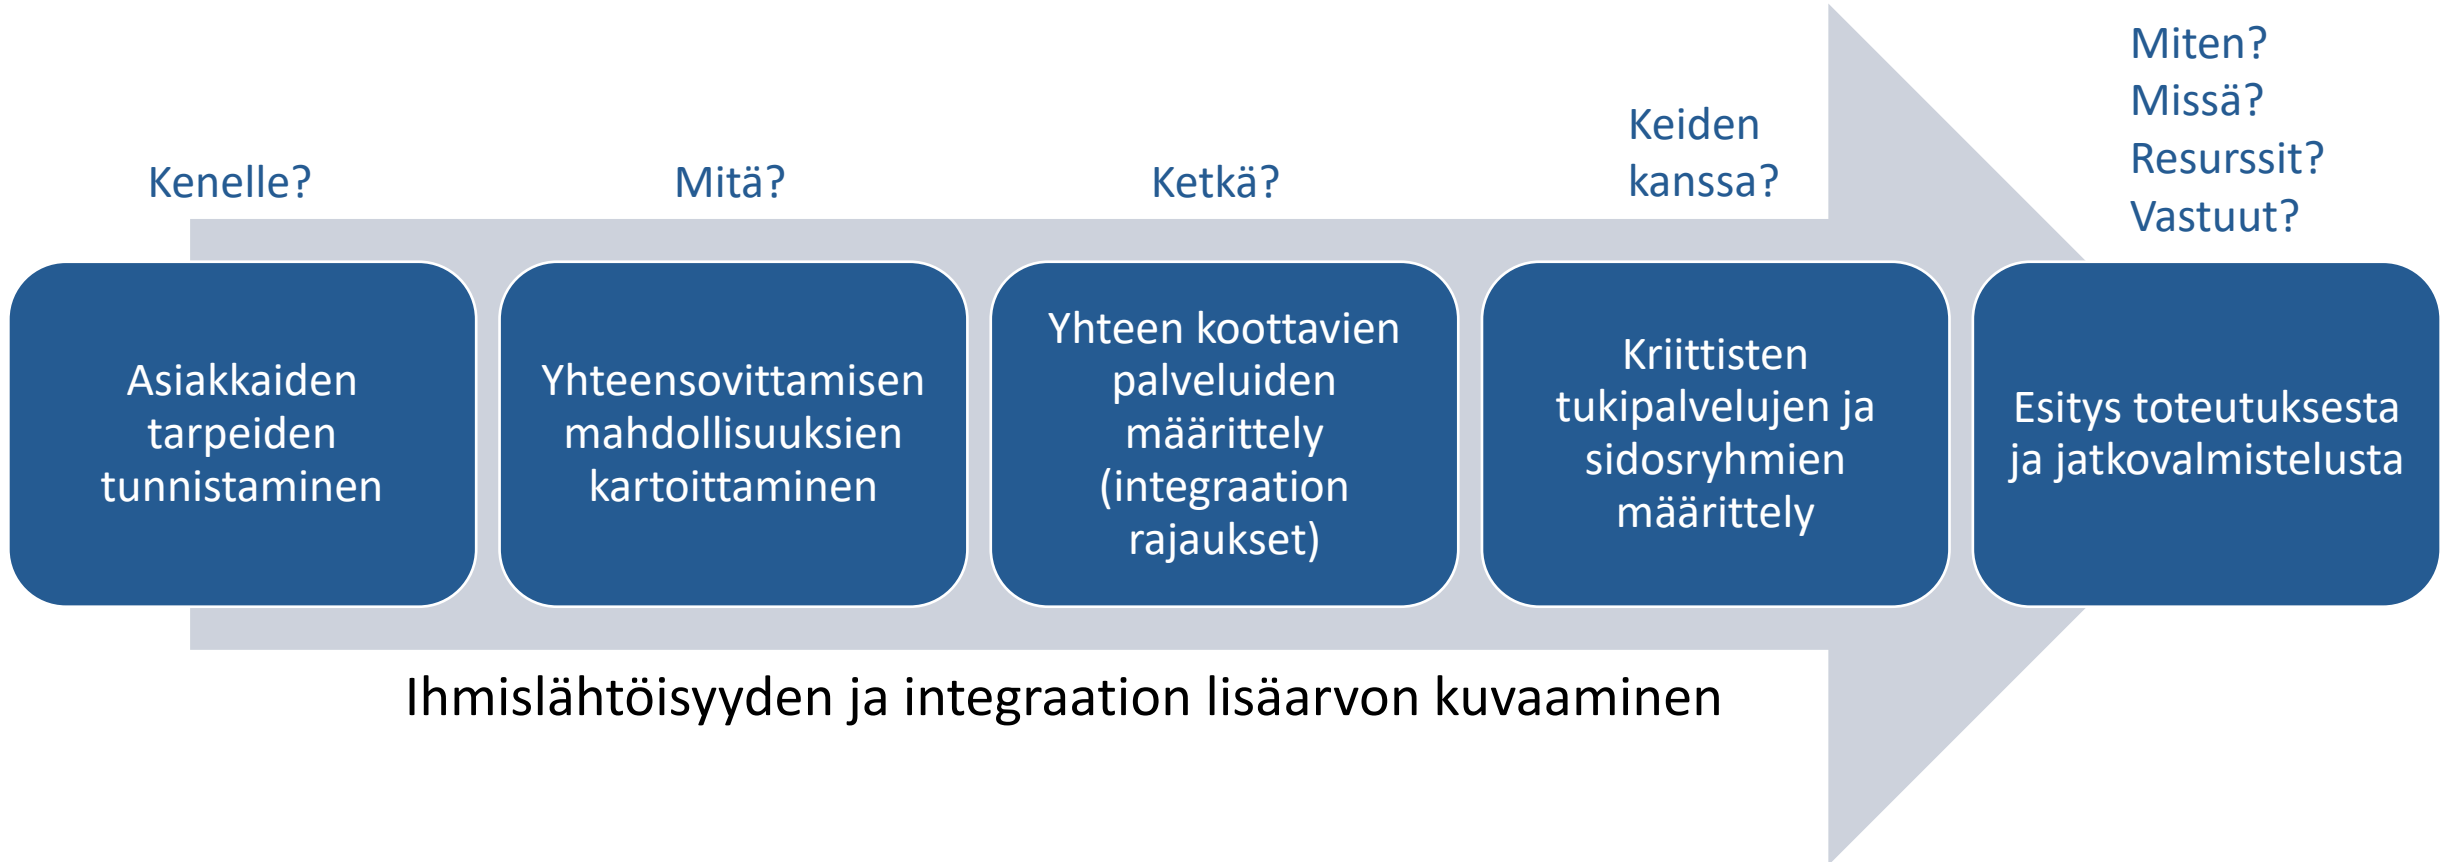 Kenelle?
Mitä?
Ketkä?
Keiden
kanssa?
Miten?
Missä?
Resurssit?
Vastuut?
Asiakkaiden
tarpeiden
tunnistaminen
Yhteensovittamisen
mahdollisuuksien
kartoittaminen
Yhteen koottavien
palveluiden
määrittely
(integraation
rajaukset)
Kriittisten
tukipalvelujen ja
sidosryhmien
määrittely
Esitys toteutuksesta
ja jatkovalmistelusta
Ihmislähtöisyyden ja integraation lisäarvon kuvaaminen